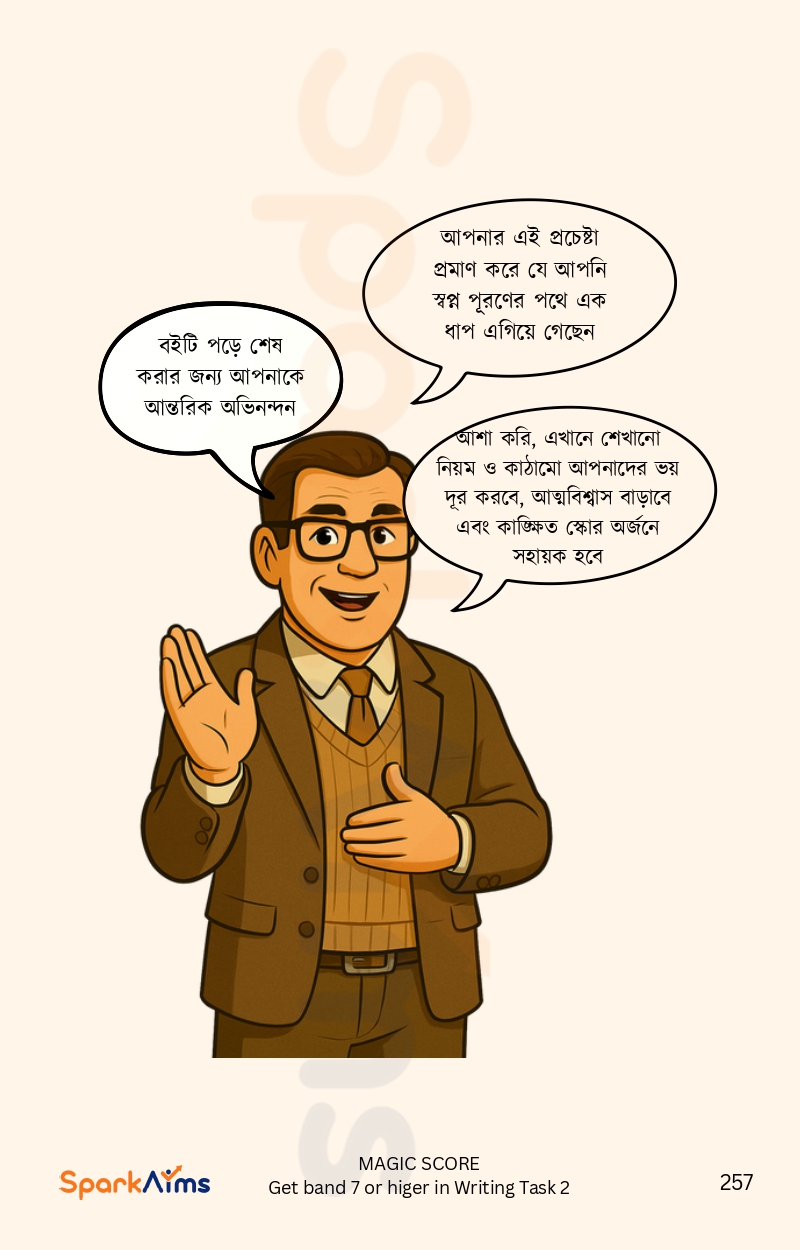 বইটি পড়ে শেষ
করার জন্য আপনাকে
আন্তরিক অভিনন্দন
আপনার এই প্রচেষ্টা
প্রমাণ করে যে আপনি
স্বপ্ন পূরণের পথে এক
ধাপ এগিয়ে গেছেন
আশা করি, এখানে শেখানো
নিয়ম ও কাঠামো আপনাদের ভয়
দূর করবে, আত্মবিশ্বাস বাড়াবে
এবং কাঙ্ক্ষিত স্কোর অর্জনে
সহায়ক হবে
SparkAims
MAGIC SCORE
Get band 7 or higer in Writing Task 2
257